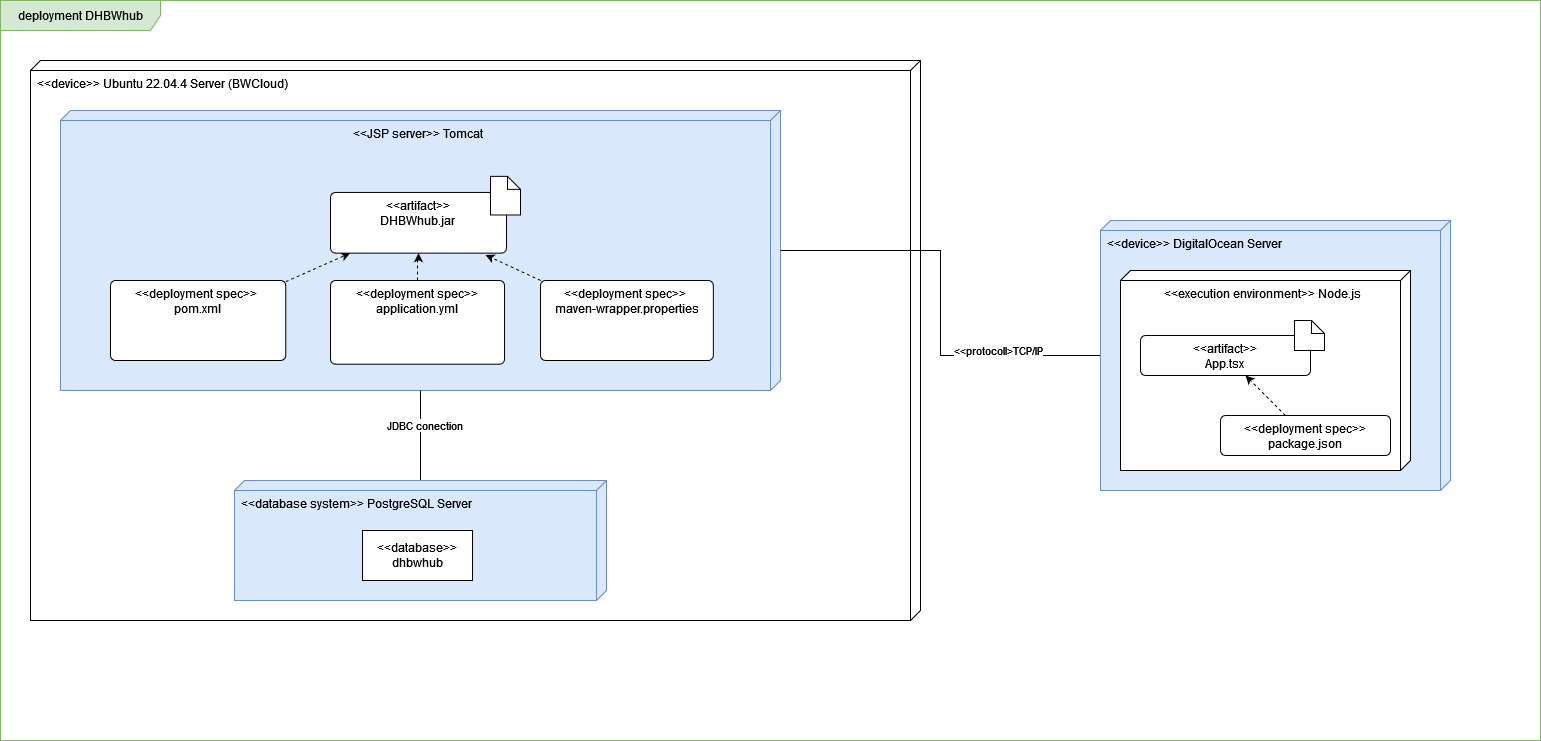 deployment DHBWhub
<<device>> Ubuntu 22.04.4 Server (BWCloud)
<<JSP server>> Tomcat
<<artifact>>
DHBWhub.jar
<<deployment spec>>
pom.xml
<<deployment spec>>
application.yml
<<deployment spec>>
maven-wrapper.properties
JDBC conection
<<database system>> PostgreSQL Server
<<database>>
dhbwhub
<<protocoll>TCP/IP
<<device>> DigitalOcean Server
<<execution environment>> Node.js
<<artifact>>
App.tsx
<<deployment spec>>
package.json